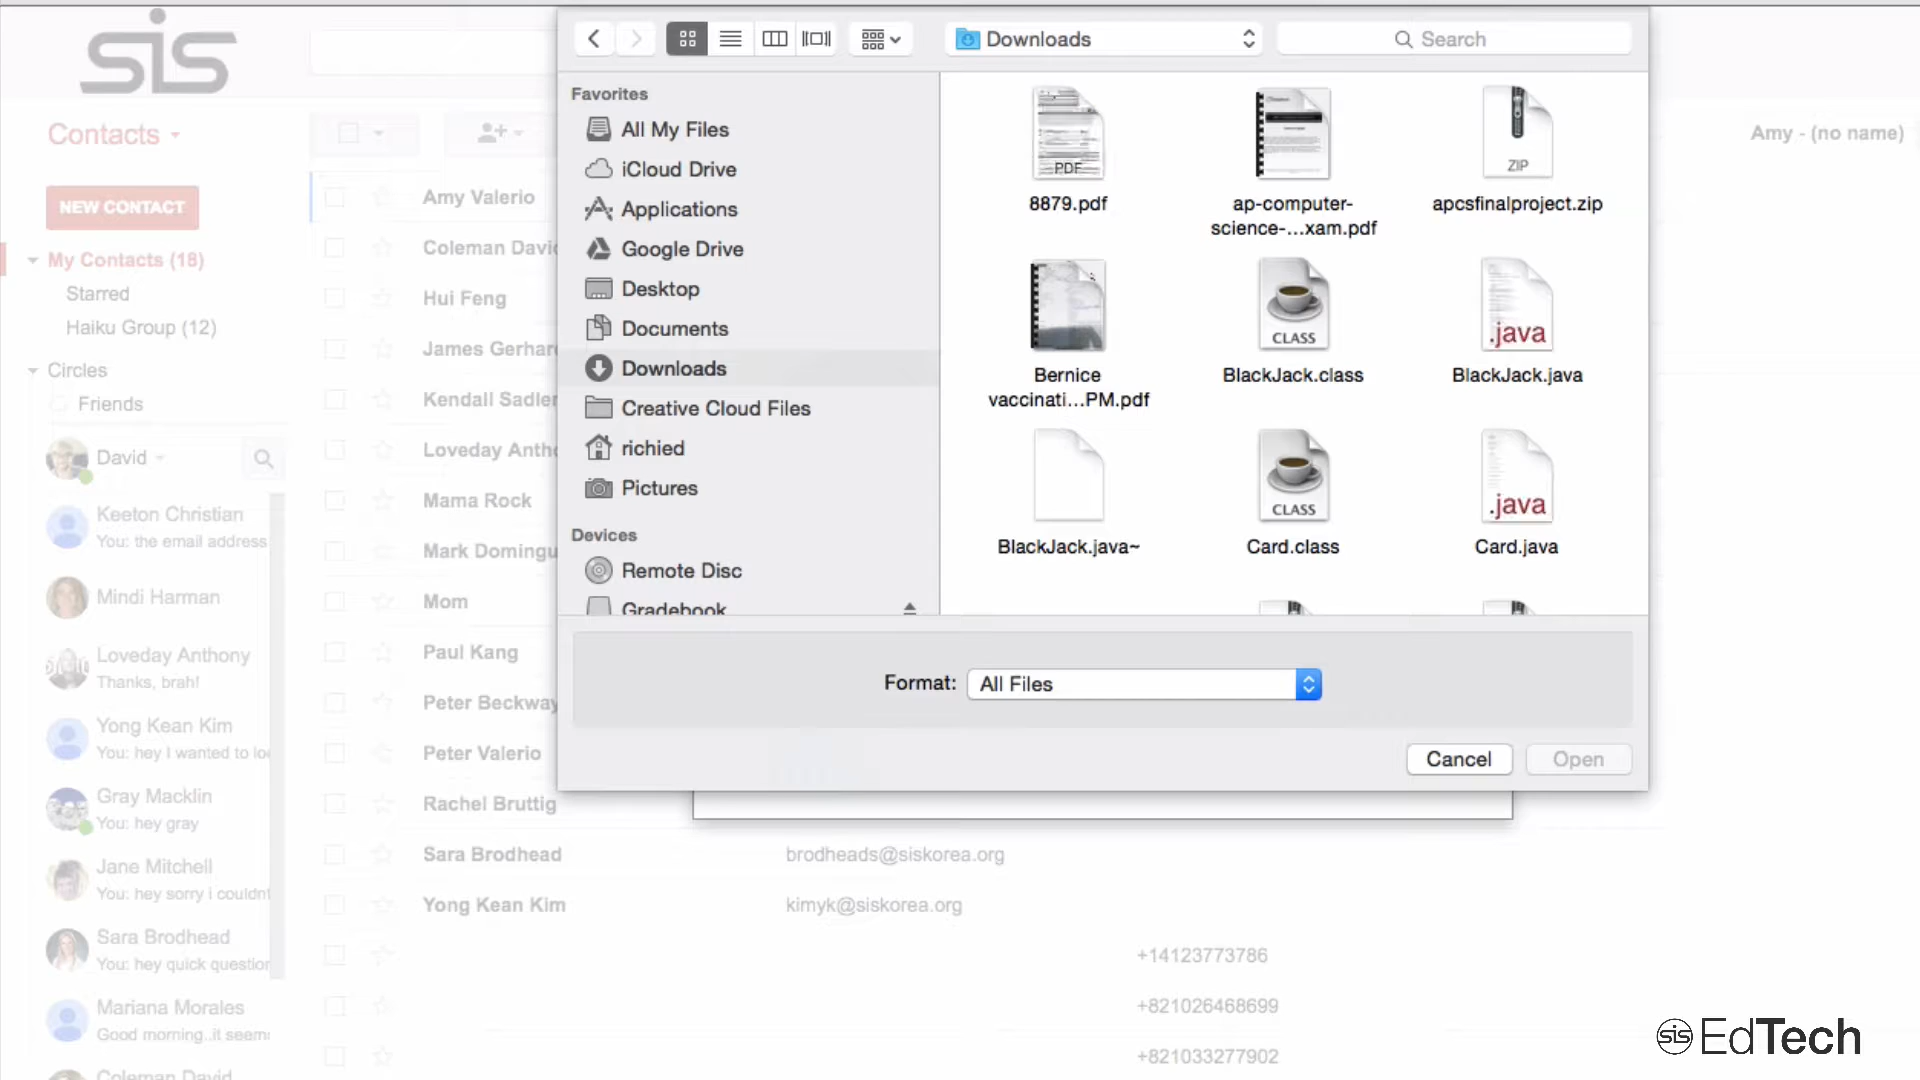 sis
Contacts
NEW CONTACT
My Contacts (18)
Starred
Haiku Group (12)
Circles
Friends
David
Keeton Christian
You: the email address
Mindi Harman
Loveday Anthony
Thanks, brah!
Yong Kean Kim
You: hey I wanted to loo
Gray Macklin
You: hey gray
Jane Mitchell
You: hey sorry i couldnt
Sara Brodhead
You: hey quick question
Mariana Morales
Good morning..it seems
Coleman David
Amy Valerio
Coleman Davi
Hui Feng
James Gerhar
Kendall Sadler
Loveday Antho
Mama Rock
Mark Domingu
Mom
Paul Kang
Peter Beckway
Peter Valerio
Rachel Bruttig
Sara Brodhead
brodheads@siskorea.org
Yong Kean Kim
kimyk@siskorea.org
+14123773786
+821026468699
+821033277902
Downloads
Search
Favorites
All My Files
iCloud Drive
Applications
Google Drive
Desktop
Documents
Downloads
Creative Cloud Files
richied
Pictures
Devices
Remote Disc
Gradebook
PDF
8879.pdf
ap-computer-
science-...xam.pdf
ZIP
apcsfinalproject.zip
Bernice
vaccinati...PM.pdf
CLASS
BlackJack.class
.java
BlackJack.java
BlackJack.java~
CLASS
Card.class
.java
Card.java
Format:
All Files
Cancel
Open
Amy - (no name)
sis EdTech